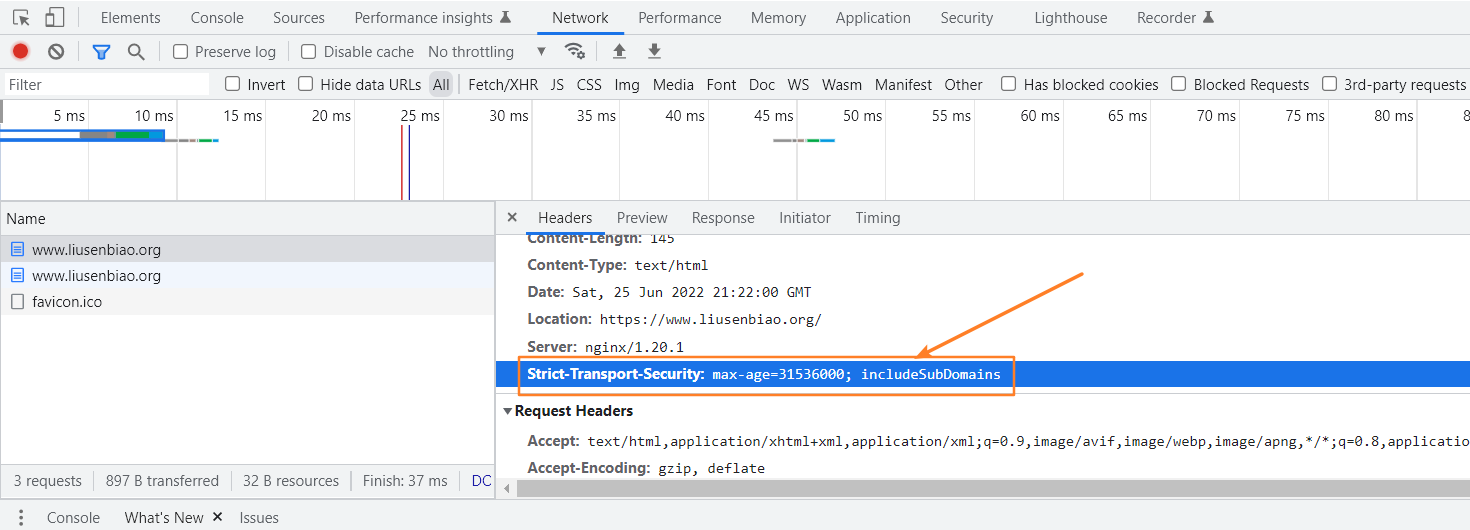 Elements Console Sources Performance insights Network Performance Memory Application Security Lighthouse Recorder
Preserve log Disable cache No throttling
Filter Invert Hide data URLs All Fetch/XHR JS CSS Img Media Font Doc WS Wasm Manifest Other Has blocked cookies Blocked Requests 3rd-party requests
5 ms 10 ms 15 ms 20 ms 25 ms 30 ms 35 ms 40 ms 45 ms 50 ms 55 ms 60 ms 65 ms 70 ms 75 ms 80 ms 8
Name
www.liusenbiao.org
www.liusenbiao.org
favicon.ico
3 requests 897 B transferred 32 B resources Finish: 37 ms DC
Headers Preview Response Initiator Timing
Content-Length: 145
Content-Type: text/html
Date: Sat, 25 Jun 2022 21:22:00 GMT
Location: https://www.liusenbiao.org/
Server: nginx/1.20.1
Strict-Transport-Security: max-age=31536000; includeSubDomains
Request Headers
Accept: text/html,application/xhtml+xml,application/xml;q=0.9,image/avif,image/webp,image/apng,*/*;q=0.8,applicatio
Accept-Encoding: gzip, deflate
Console What's New Issues